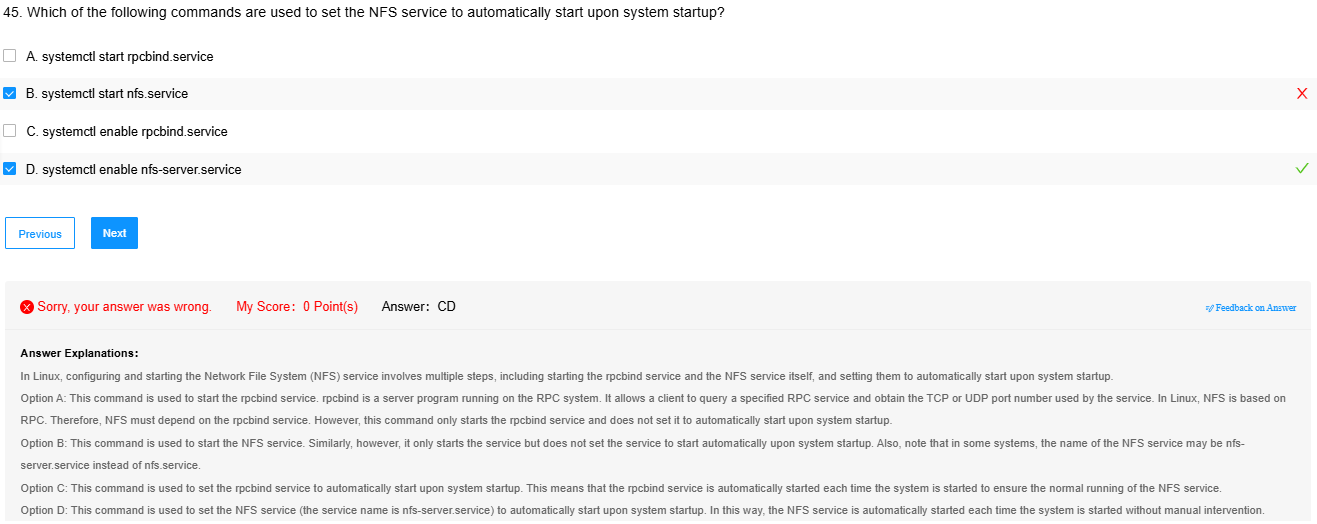 45. Which of the following commands are used to set the NFS service to automatically start upon system startup?
A. systemctl start rpcbind.service
B. systemctl start nfs.service
C. systemctl enable rpcbind.service
D. systemctl enable nfs-server.service
Previous Next
Sorry, your answer was wrong. My Score: 0 Point(s) Answer: CD Feedback on Answer
Answer Explanations:
In Linux, configuring and starting the Network File System (NFS) service involves multiple steps, including starting the rpcbind service and the NFS service itself, and setting them to automatically start upon system startup.
Option A: This command is used to start the rpcbind service. rpcbind is a server program running on the RPC system. It allows a client to query a specified RPC service and obtain the TCP or UDP port number used by the service. In Linux, NFS is based on
RPC. Therefore, NFS must depend on the rpcbind service. However, this command only starts the rpcbind service and does not set it to automatically start upon system startup.
Option B: This command is used to start the NFS service. Similarly, however, it only starts the service but does not set the service to start automatically upon system startup. Also, note that in some systems, the name of the NFS service may be nfs-
server.service instead of nfs.service.
Option C: This command is used to set the rpcbind service to automatically start upon system startup. This means that the rpcbind service is automatically started each time the system is started to ensure the normal running of the NFS service.
Option D: This command is used to set the NFS service (the service name is nfs-server.service) to automatically start upon system startup. In this way, the NFS service is automatically started each time the system is started without manual intervention.